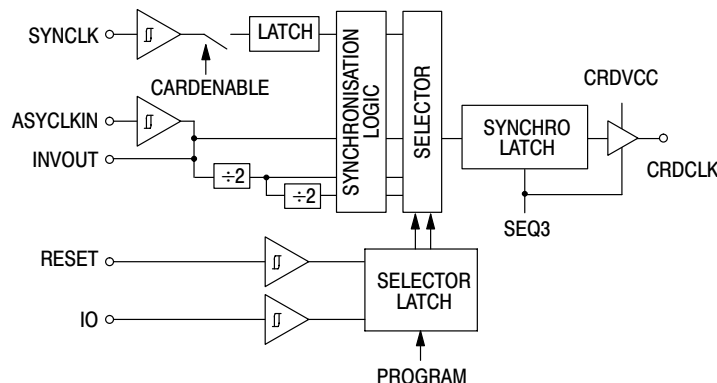 SYNCLK
LATCH
CARDENABLE
ASYCLKIN
INVOUT
÷2
÷2
SYNCHRONISATION
LOGIC
SELECTOR
SYNCHRO
LATCH
CRDVCC
CRDCLK
SEQ3
RESET
IO
SELECTOR
LATCH
PROGRAM